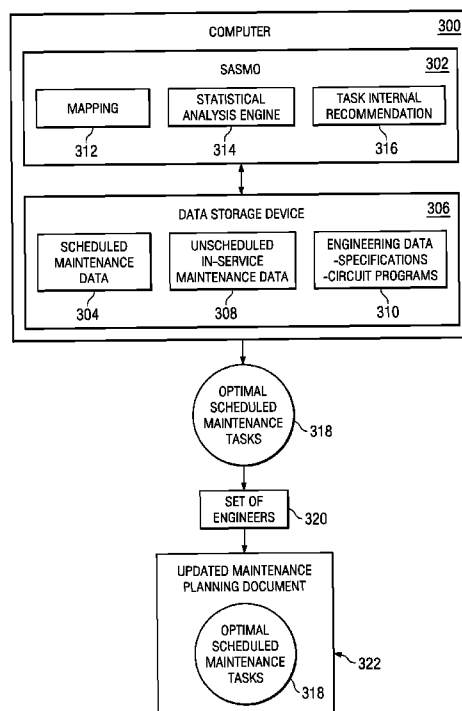 COMPUTER
300
SASMO
302
MAPPING
STATISTICAL
ANALYSIS ENGINE
TASK INTERNAL
RECOMMENDATION
312
314
316
DATA STORAGE DEVICE
306
SCHEDULED
MAINTENANCE
DATA
UNSCHEDULED
IN-SERVICE
MAINTENANCE DATA
ENGINEERING DATA
-SPECIFICATIONS
-CIRCUIT PROGRAMS
304
308
310
OPTIMAL
SCHEDULED
MAINTENANCE
TASKS
318
SET OF
ENGINEERS
320
UPDATED MAINTENANCE
PLANNING DOCUMENT
OPTIMAL
SCHEDULED
MAINTENANCE
TASKS
318
322